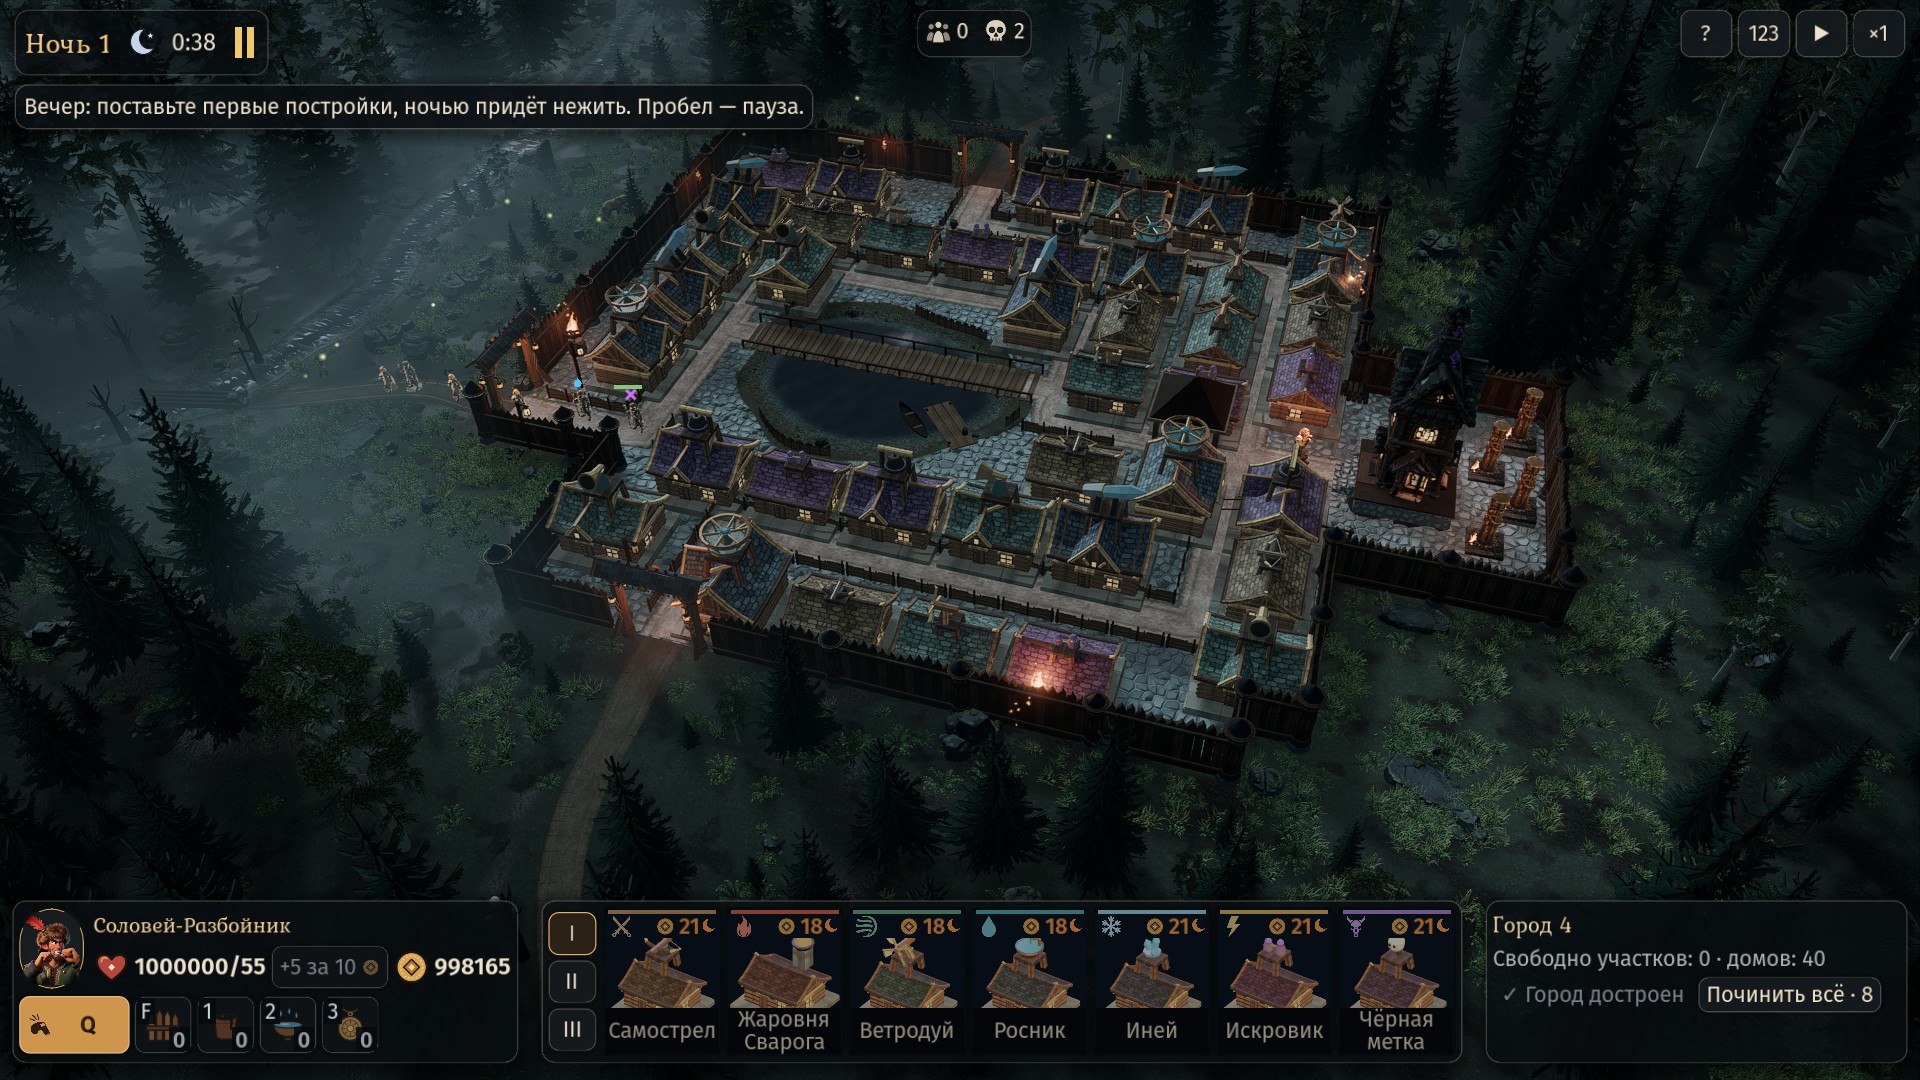 Ночь 1 0:38
0 2
? 123 ×1
Вечер: поставьте первые постройки, ночью придёт нежить. Пробел — пауза.
Соловей-Разбойник
1000000/55 +5 за 10 998165
Q F 0 1 0 2 0 3 0
I
II
III
21 18 18 18 21 21 21
Самострел
Жаровня
Сварога
Ветродуй
Росник
Иней
Искровик
Чёрная
метка
Город 4
Свободно участков: 0 · домов: 40
✓ Город достроен Починить всё · 8